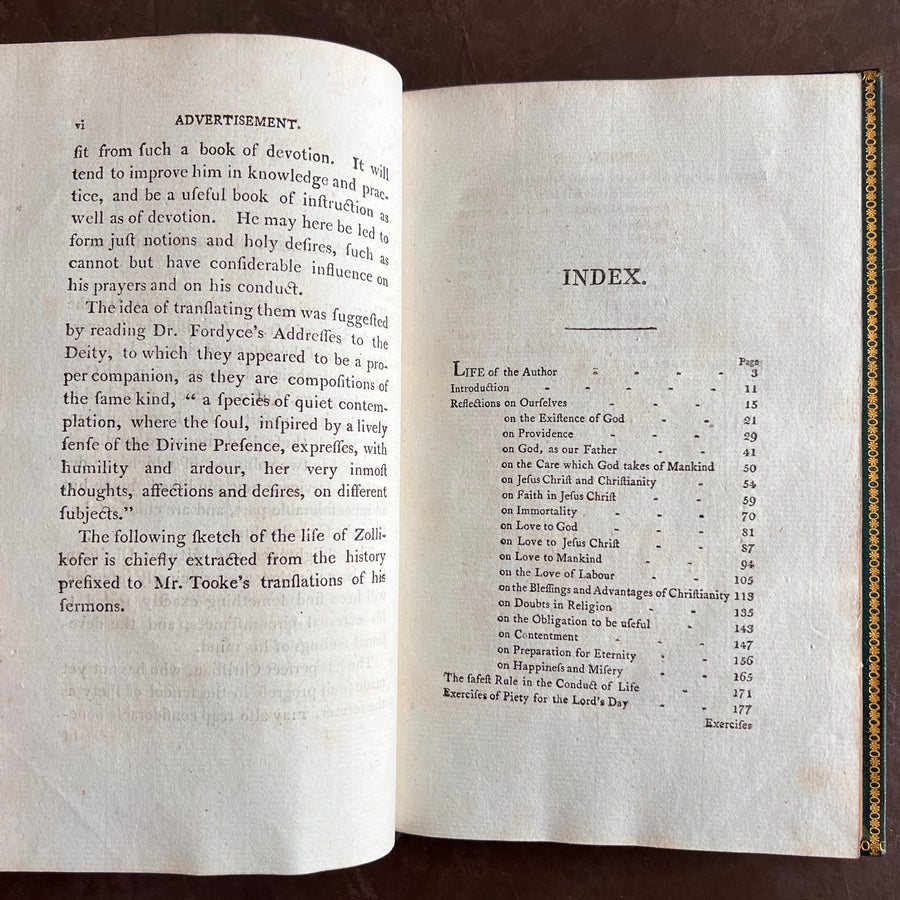 vi ADVERTISEMENT.
fit from ſuch a book of devotion. It will
tend to improve him in knowledge and prac-
tice, and be a uſeful book of inſtruction as
well as of devotion. He may here be led to
form juſt notions and holy deſires, ſuch as
cannot but have conſiderable influence on
his prayers and on his conduct.
The idea of tranſlating them was ſuggeſted
by reading Dr. Fordyce's Addreſſes to the
Deity, to which they appeared to be a pro-
per companion, as they are compoſitions of
the ſame kind, “ a ſpecies of quiet contem-
plation, where the ſoul, inſpired by a lively
ſenſe of the Divine Preſence, expreſſes, with
humility and ardour, her very inmoſt
thoughts, affections and deſires, on different
ſubjects.”
The following ſketch of the life of Zolli-
kofer is chiefly extracted from the hiſtory
prefixed to Mr. Tooke's tranſlations of his
ſermons.
INDEX.
Page
LIFE of the Author - - - - 3
Introduction - - - - - - 11
Reflections on Ourſelves - - - 15
on the Exiſtence of God - - 21
on Providence - - - 29
on God, as our Father - - 41
on the Care which God takes of Mankind 50
on Jeſus Chriſt and Chriſtianity - 54
on Faith in Jeſus Chriſt - - 59
on Immortality - - - 70
on Love to God - - - 81
on Love to Jeſus Chriſt - - 87
on Love to Mankind - - 94
on the Love of Labour - - 105
on the Bleſſings and Advantages of Chriſtianity 113
on Doubts in Religion - - 135
on the Obligation to be uſeful - 143
on Contentment - - - 147
on Preparation for Eternity - - 156
on Happineſs and Miſery - - 165
The ſafeſt Rule in the Conduct of Life - 171
Exerciſes of Piety for the Lord's Day - - 177
Exerciſes